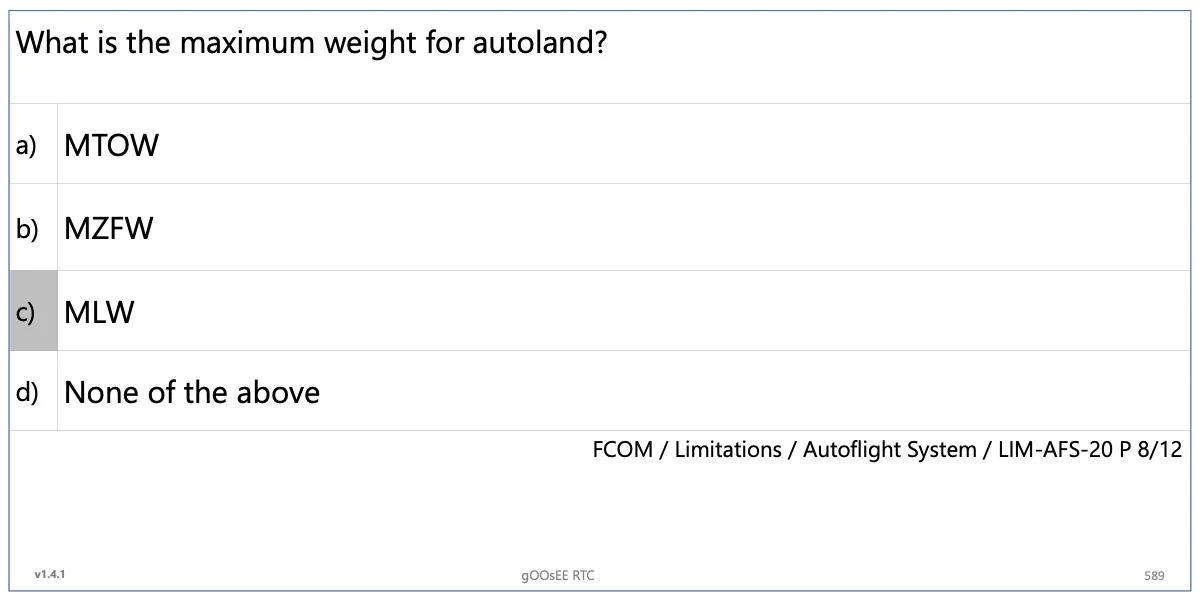 What is the maximum weight for autoland?
a) MTOW
b) MZFW
c) MLW
d) None of the above
FCOM / Limitations / Autoflight System / LIM-AFS-20 P 8/12
v1.4.1 gOOsEE RTC 589